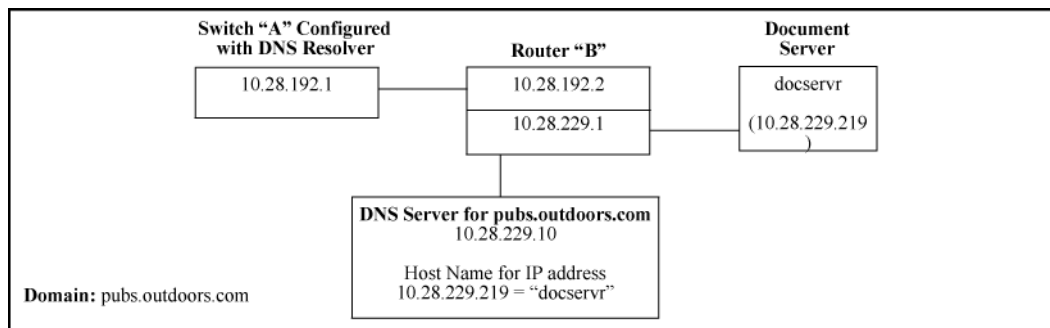 Switch “A” Configured
with DNS Resolver
10.28.192.1
Router “B”
10.28.192.2
10.28.229.1
Document
Server
docservr
(10.28.229.219
)
DNS Server for pubs.outdoors.com
10.28.229.10
Host Name for IP address
10.28.229.219 = “docservr”
Domain: pubs.outdoors.com